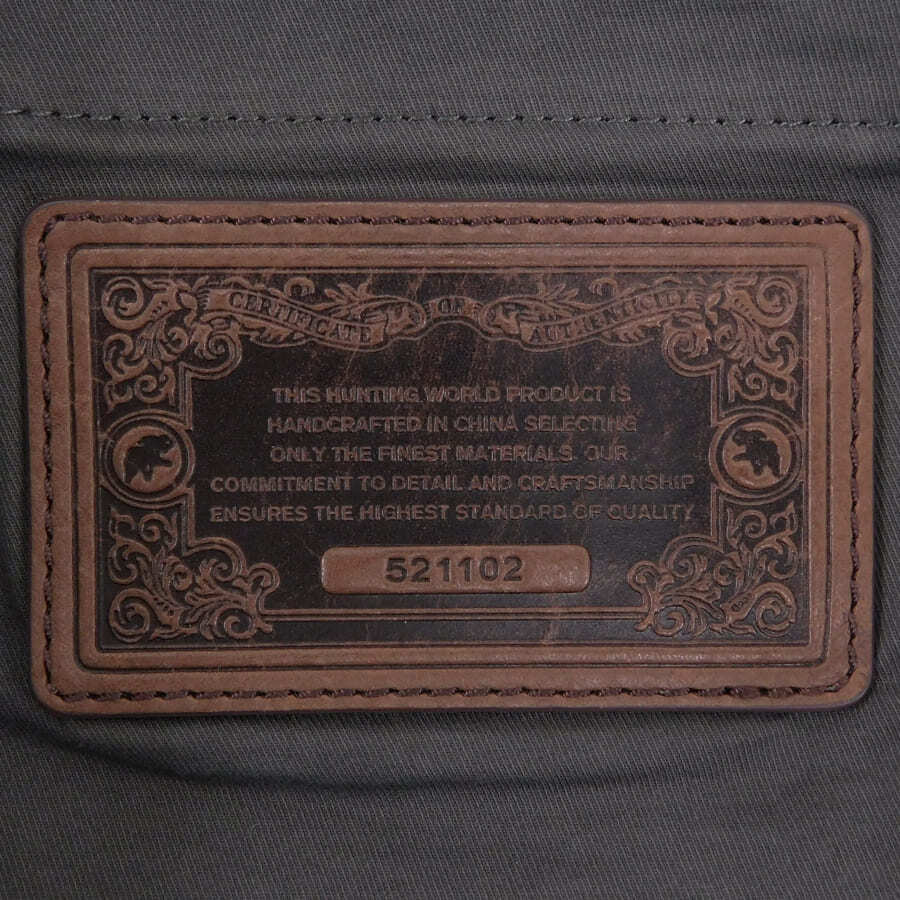 CERTIFICATE OF AUTHENTICITY
THIS HUNTING WORLD PRODUCT IS
HANDCRAFTED IN CHINA SELECTING
ONLY THE FINEST MATERIALS. OUR
COMMITMENT TO DETAIL AND CRAFTSMANSHIP
ENSURES THE HIGHEST STANDARD OF QUALITY
521102